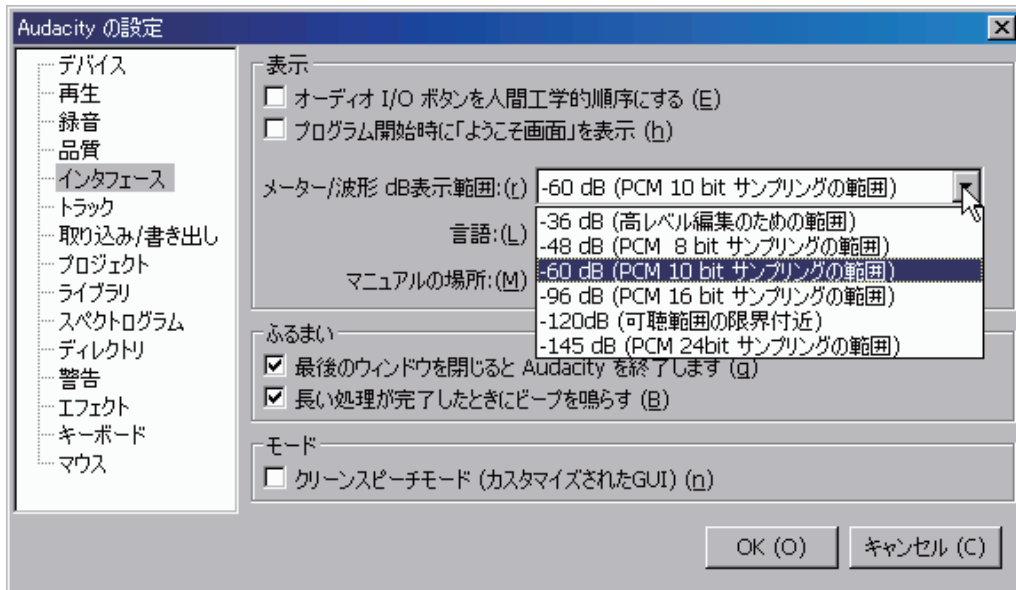 Audacity の設定
デバイス
再生
録音
品質
インタフェース
トラック
取り込み/書き出し
プロジェクト
ライブラリ
スペクトログラム
ディレクトリ
警告
エフェクト
キーボード
マウス
表示
オーディオ I/O ボタンを人間工学的順序にする (E)
プログラム開始時に「ようこそ画面」を表示 (h)
メーター/波形 dB表示範囲:(r) -60 dB (PCM 10 bit サンプリングの範囲)
-36 dB (高レベル編集のための範囲)
-48 dB (PCM  8 bit サンプリングの範囲)
-60 dB (PCM 10 bit サンプリングの範囲)
-96 dB (PCM 16 bit サンプリングの範囲)
-120dB (可聴範囲の限界付近)
-145 dB (PCM 24bit サンプリングの範囲)
言語:(L)
マニュアルの場所:(M)
ふるまい
最後のウィンドウを閉じると Audacity を終了します (q)
長い処理が完了したときにビープを鳴らす (B)
モード
クリーンスピーチモード (カスタマイズされたGUI) (n)
OK (O)
キャンセル (C)